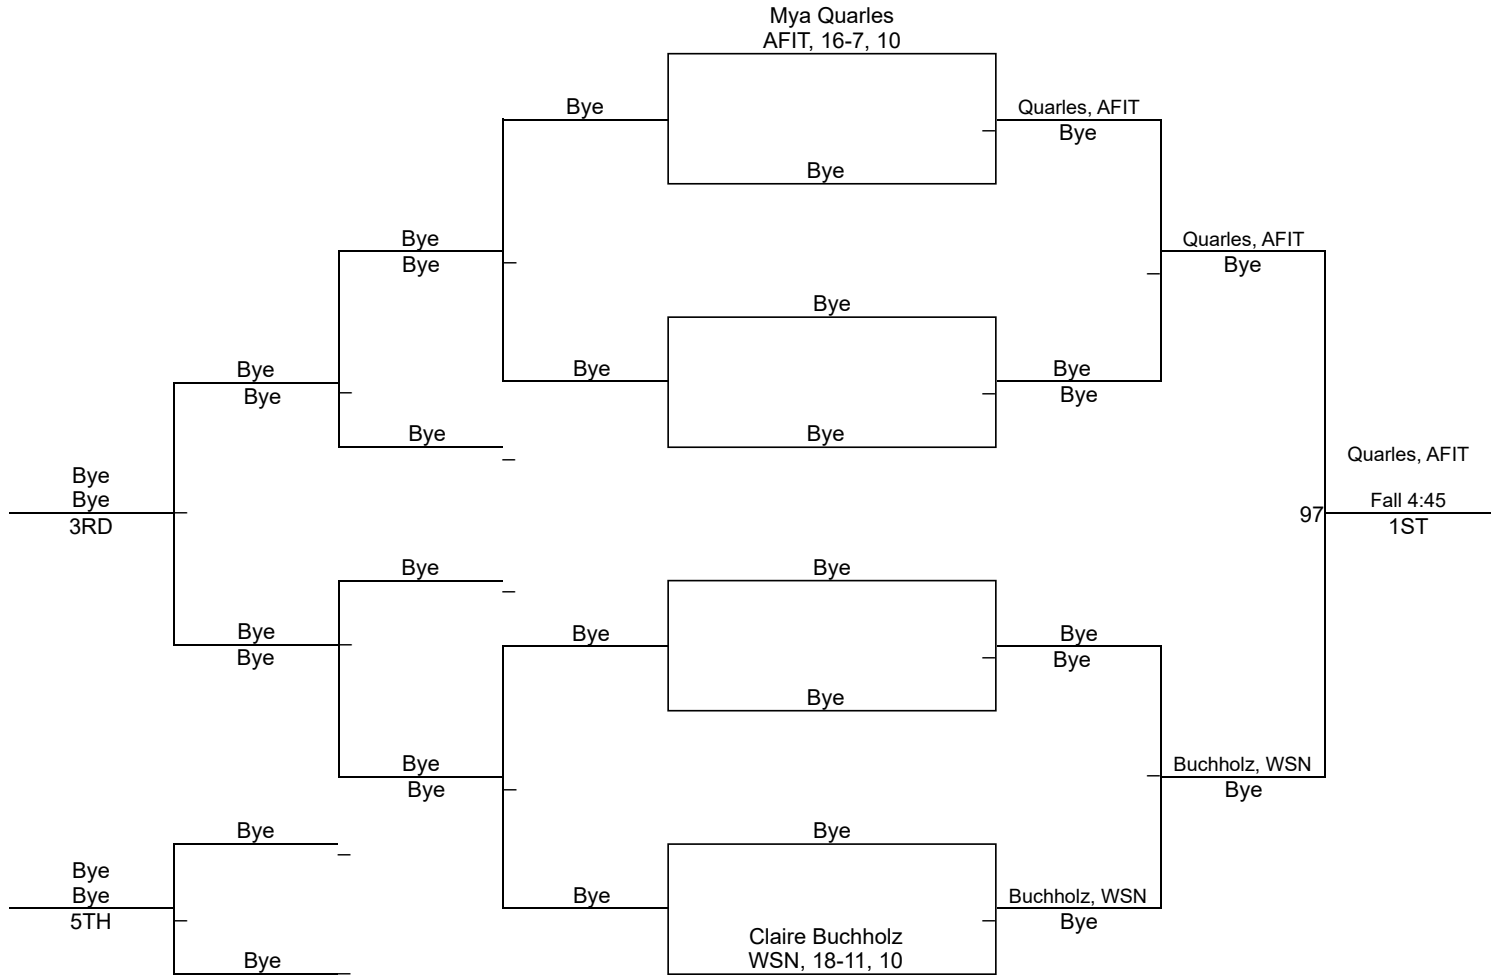 Mya Quarles
AFIT, 16-7, 10
Bye
Quarles, AFIT
Bye
Bye
Bye
Bye
Quarles, AFIT
Bye
Bye
Bye
Bye
Bye
Bye
Bye
Bye
Bye
Bye
Quarles, AFIT
Bye
Bye
3RD
97
Fall 4:45
1ST
Bye
Bye
Bye
Bye
Bye
Bye
Bye
Bye
Bye
Bye
Buchholz, WSN
Bye
Bye
Bye
Bye
Bye
Bye
5TH
Bye
Buchholz, WSN
Bye
Claire Buchholz
WSN, 18-11, 10
Bye